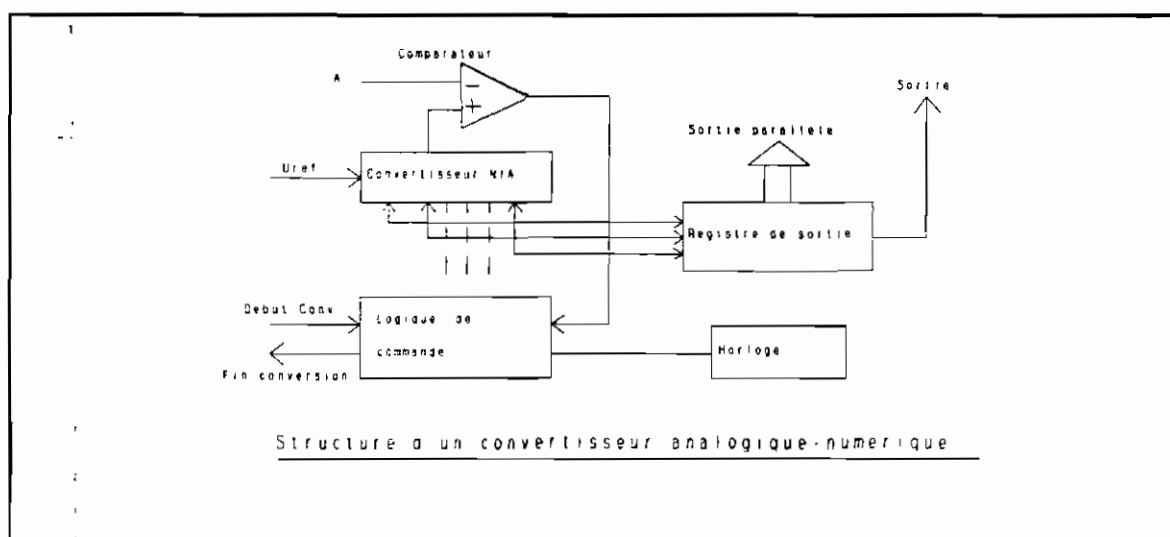 1
Comparateur
A
−
+
Sortie
Sortie parallele
Uref
Convertisseur N/A
Registre de sortie
Debut Conv
Logique de
commande
Horloge
Fin conversion
Structure d un convertisseur analogique-numerique